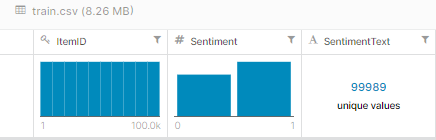 train.csv (8.26 MB)
ItemID
# Sentiment
A SentimentText
99989
unique values
1 100.0k
0 1